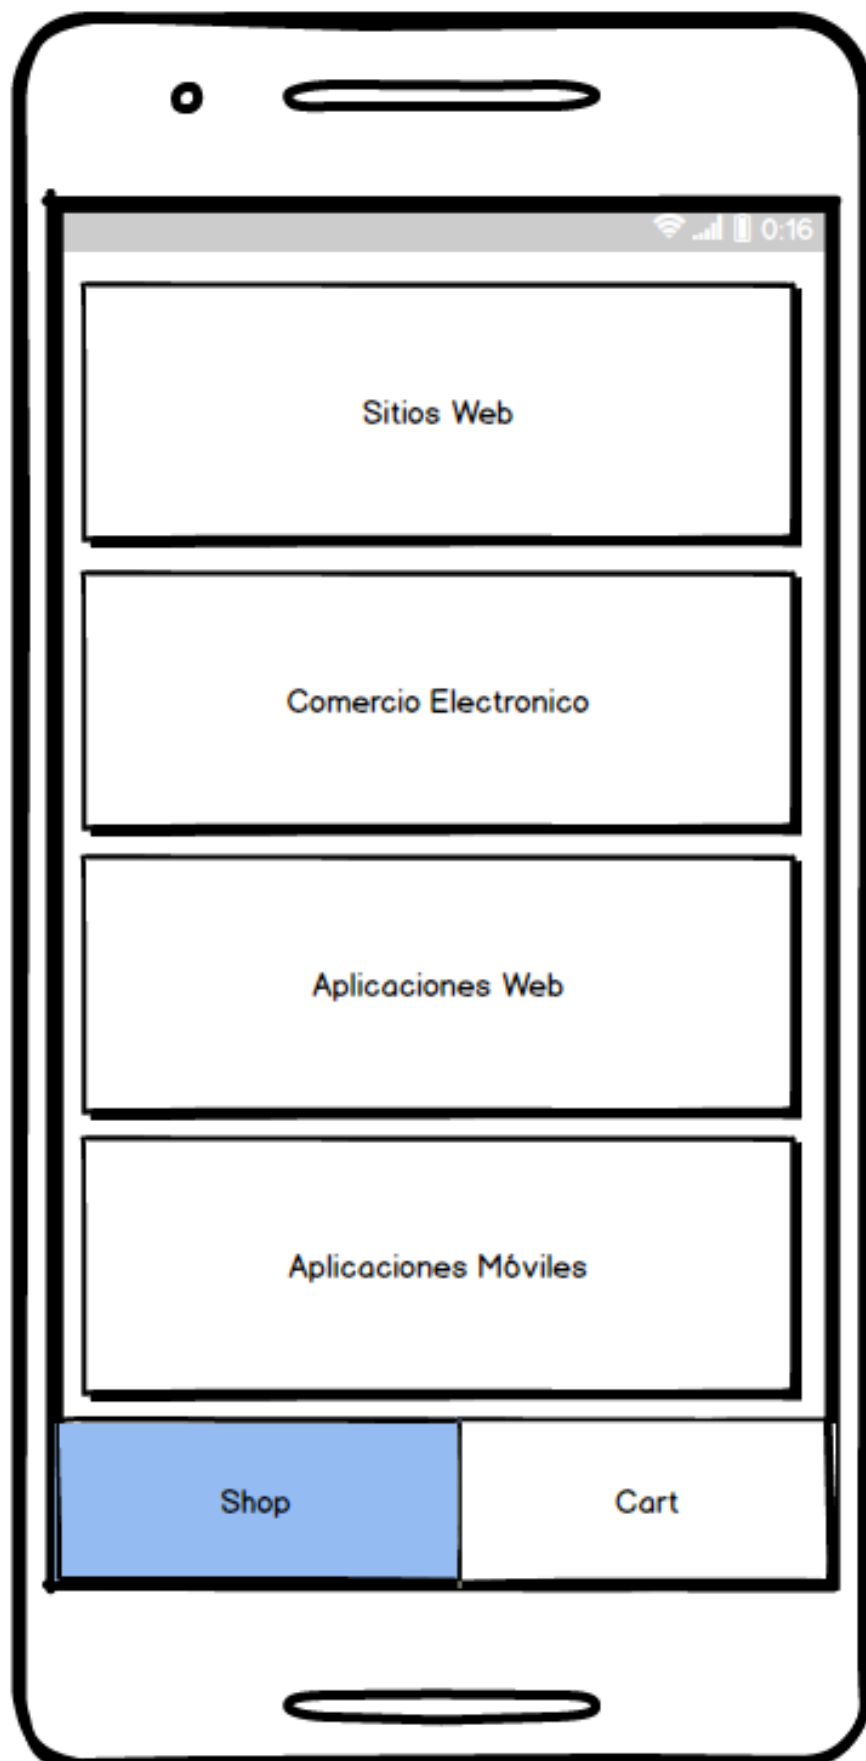 0:16
Sitios Web
Comercio Electronico
Aplicaciones Web
Aplicaciones Móviles
Shop
Cart